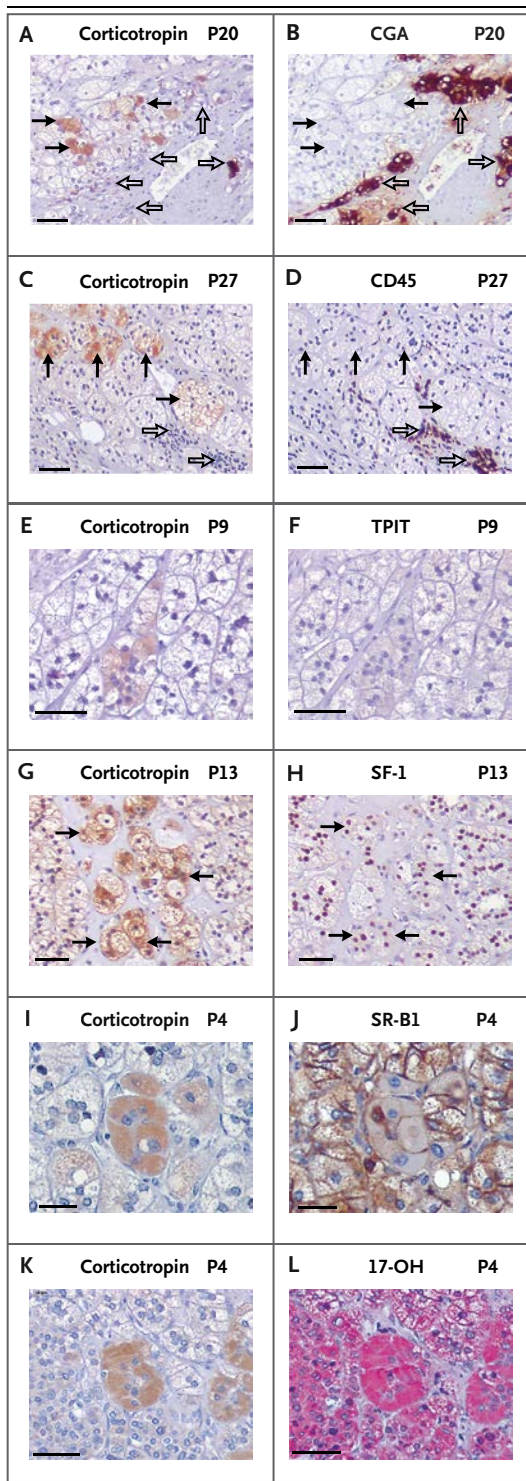 A Corticotropin P20
B CGA P20
C Corticotropin P27
D CD45 P27
E Corticotropin P9
F TPIT P9
G Corticotropin P13
H SF-1 P13
I Corticotropin P4
J SR-B1 P4
K Corticotropin P4
L 17-OH P4